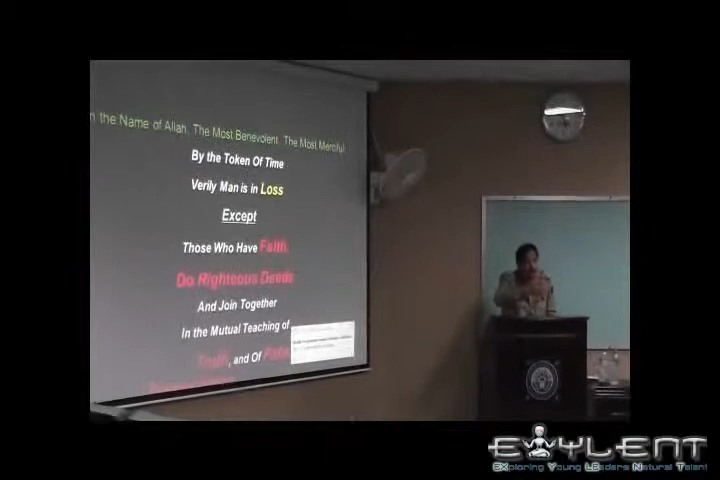 n the Name of Allah, The Most Benevolent, The Most Merciful
By the Token Of Time
Verily Man is in Loss
Except
Those Who Have Faith,
Do Righteous Deeds
And Join Together
In the Mutual Teaching of
Truth, and Of
EXYLENT
EXploring Young LEaders Natural Talent